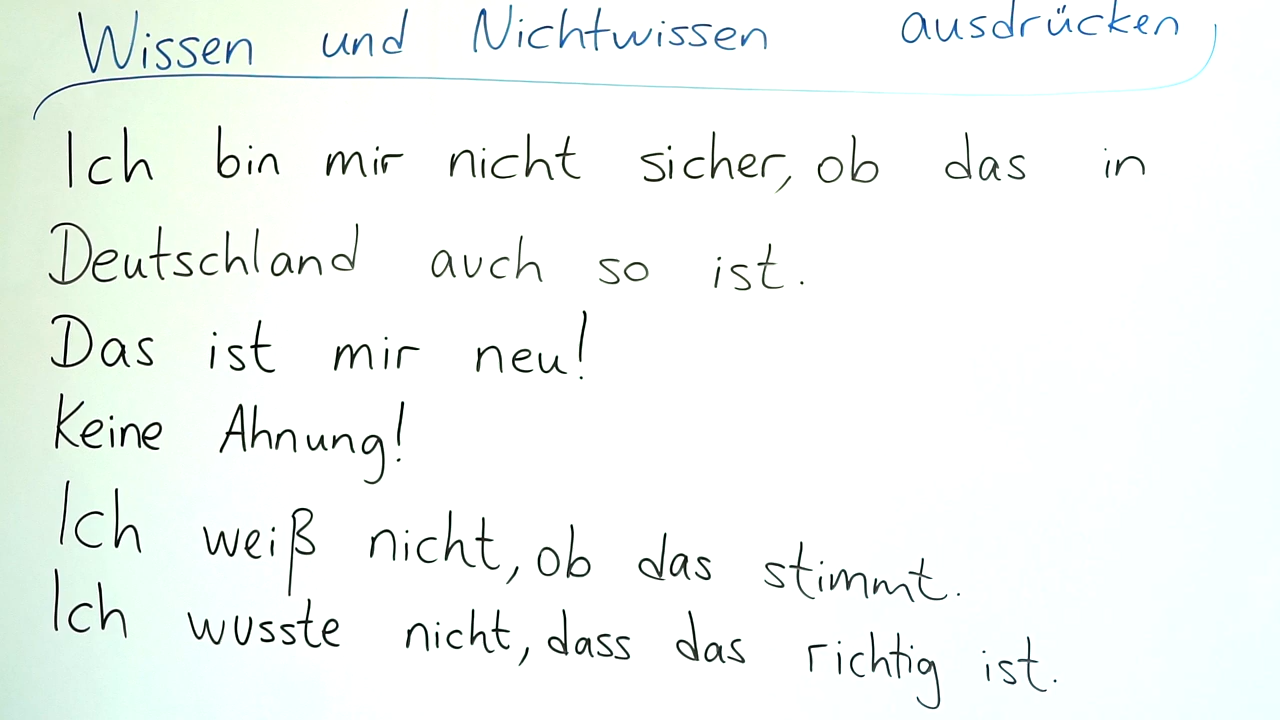 Wissen und Nichtwissen ausdrücken
Ich bin mir nicht sicher, ob das in
Deutschland auch so ist.
Das ist mir neu!
Keine Ahnung!
Ich weiß nicht, ob das stimmt.
Ich wusste nicht, dass das richtig ist.